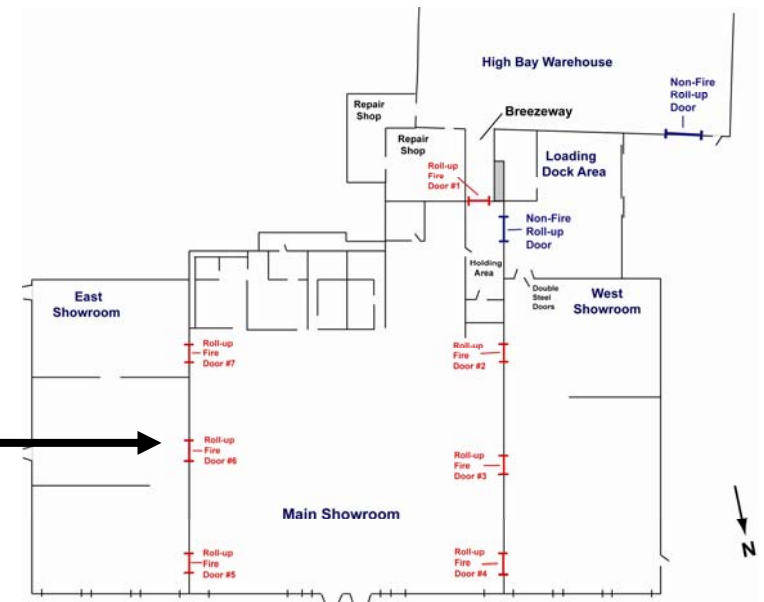 High Bay Warehouse
Non-Fire
Roll-up
Door
Repair
Shop
Breezeway
Repair
Shop
Loading
Dock Area
Roll-up
Fire
Door #1
Non-Fire
Roll-up
Door
Holding
Area
Double
Steel
Doors
East
Showroom
West
Showroom
Roll-up
Fire
Door #7
Roll-up
Fire
Door #2
Roll-up
Fire
Door #6
Roll-up
Fire
Door #3
Main Showroom
Roll-up
Fire
Door #5
Roll-up
Fire
Door #4
N